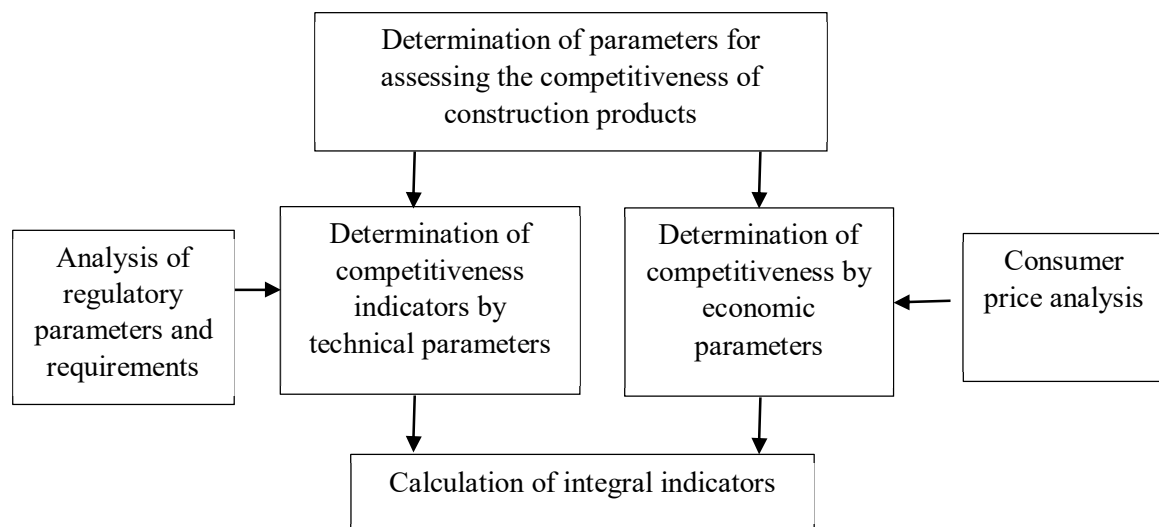 Determination of parameters for
assessing the competitiveness of
construction products
Analysis of
regulatory
parameters and
requirements
Determination of
competitiveness
indicators by
technical parameters
Determination of
competitiveness by
economic
parameters
Consumer
price analysis
Calculation of integral indicators